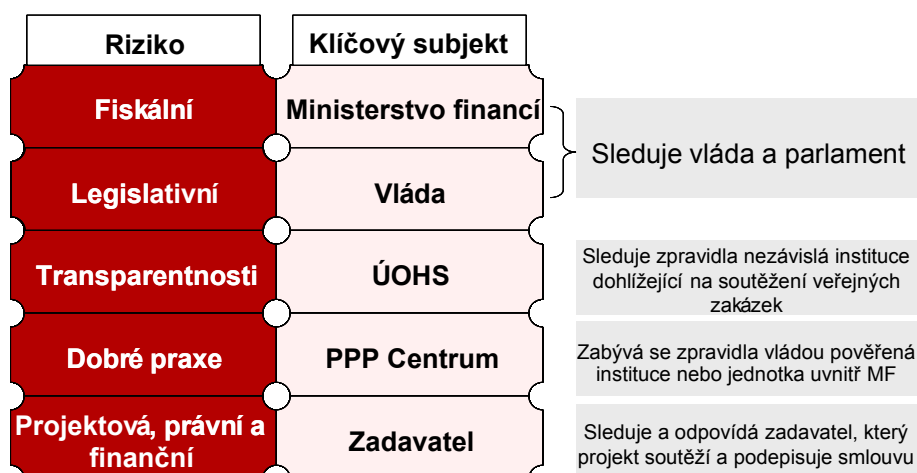 Riziko
Klíčový subjekt
Fiskální
Ministerstvo financí
Sleduje vláda a parlament
Legislativní
Vláda
Transparentnosti
ÚOHS
Sleduje zpravidla nezávislá instituce
dohlížející na soutěžení veřejných
zakázek
Dobré praxe
PPP Centrum
Zabývá se zpravidla vládou pověřená
instituce nebo jednotka uvnitř MF
Projektová, právní a
finanční
Zadavatel
Sleduje a odpovídá zadavatel, který
projekt soutěží a podepisuje smlouvu